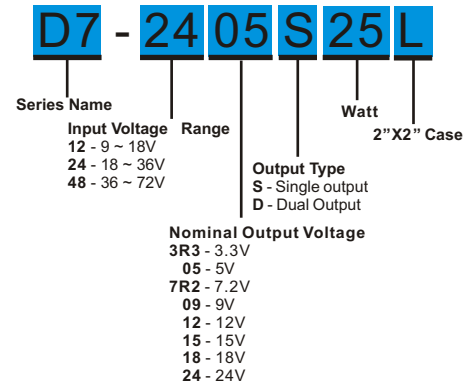 D7 - 24 05 S 25 L
Series Name
Watt
2”X2” Case
Input Voltage Range
12 - 9 ~ 18V
24 - 18 ~ 36V
48 - 36 ~ 72V
Output Type
S - Single output
D - Dual Output
Nominal Output Voltage
3R3 - 3.3V
05 - 5V
7R2 - 7.2V
09 - 9V
12 - 12V
15 - 15V
18 - 18V
24 - 24V